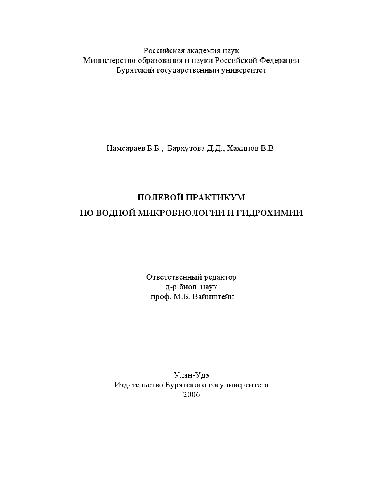 Российская академия наук
Министерство образования и науки Российской Федерации
Бурятский государственный университет
Намсараев Б.Б., Бархутова Д.Д., Хахинов В.В.
ПОЛЕВОЙ ПРАКТИКУМ
ПО ВОДНОЙ МИКРОБИОЛОГИИ И ГИДРОХИМИИ
Ответственный редактор
д-р биол. наук
проф. М.Б. Вайнштейн
Улан-Удэ
Издательство Бурятского госуниверситета
2006